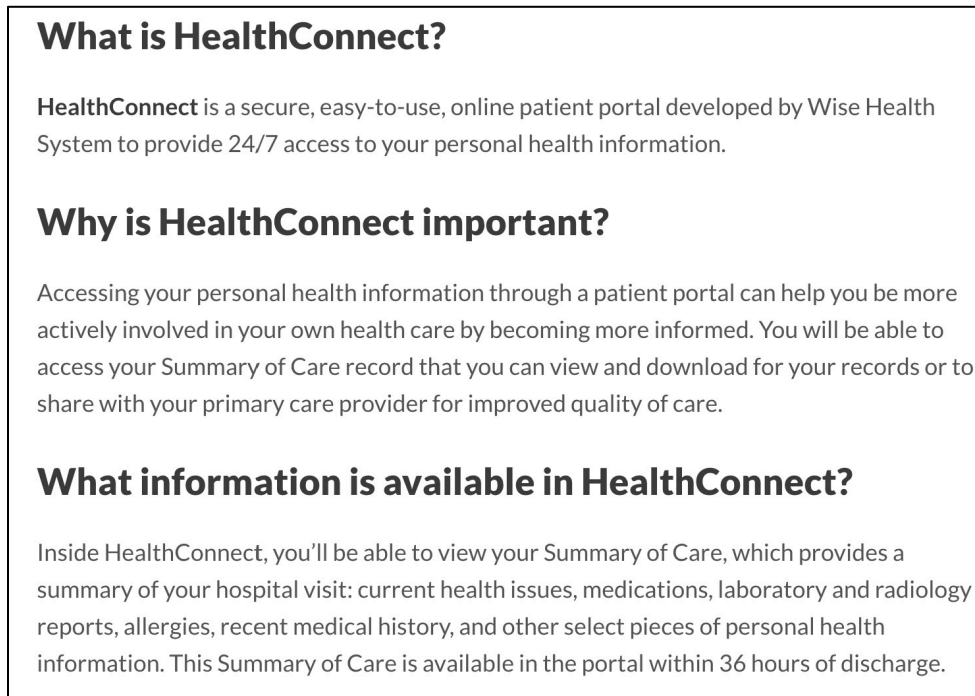 What is HealthConnect?
HealthConnect is a secure, easy-to-use, online patient portal developed by Wise Health
System to provide 24/7 access to your personal health information.
Why is HealthConnect important?
Accessing your personal health information through a patient portal can help you be more
actively involved in your own health care by becoming more informed. You will be able to
access your Summary of Care record that you can view and download for your records or to
share with your primary care provider for improved quality of care.
What information is available in HealthConnect?
Inside HealthConnect, you’ll be able to view your Summary of Care, which provides a
summary of your hospital visit: current health issues, medications, laboratory and radiology
reports, allergies, recent medical history, and other select pieces of personal health
information. This Summary of Care is available in the portal within 36 hours of discharge.